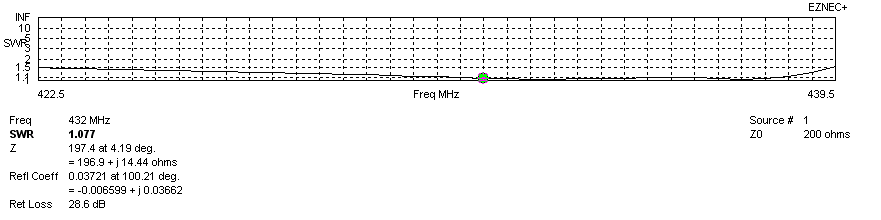 EZNEC+
INF
10
5
3
SWR
2
1.5
1.1
1
422.5
Freq MHz
439.5
Freq 432 MHz Source # 1
SWR 1.077 Z0 200 ohms
Z 197.4 at 4.19 deg.
= 196.9 + j 14.44 ohms
Refl Coeff 0.03721 at 100.21 deg.
= -0.006599 + j 0.03662
Ret Loss 28.6 dB